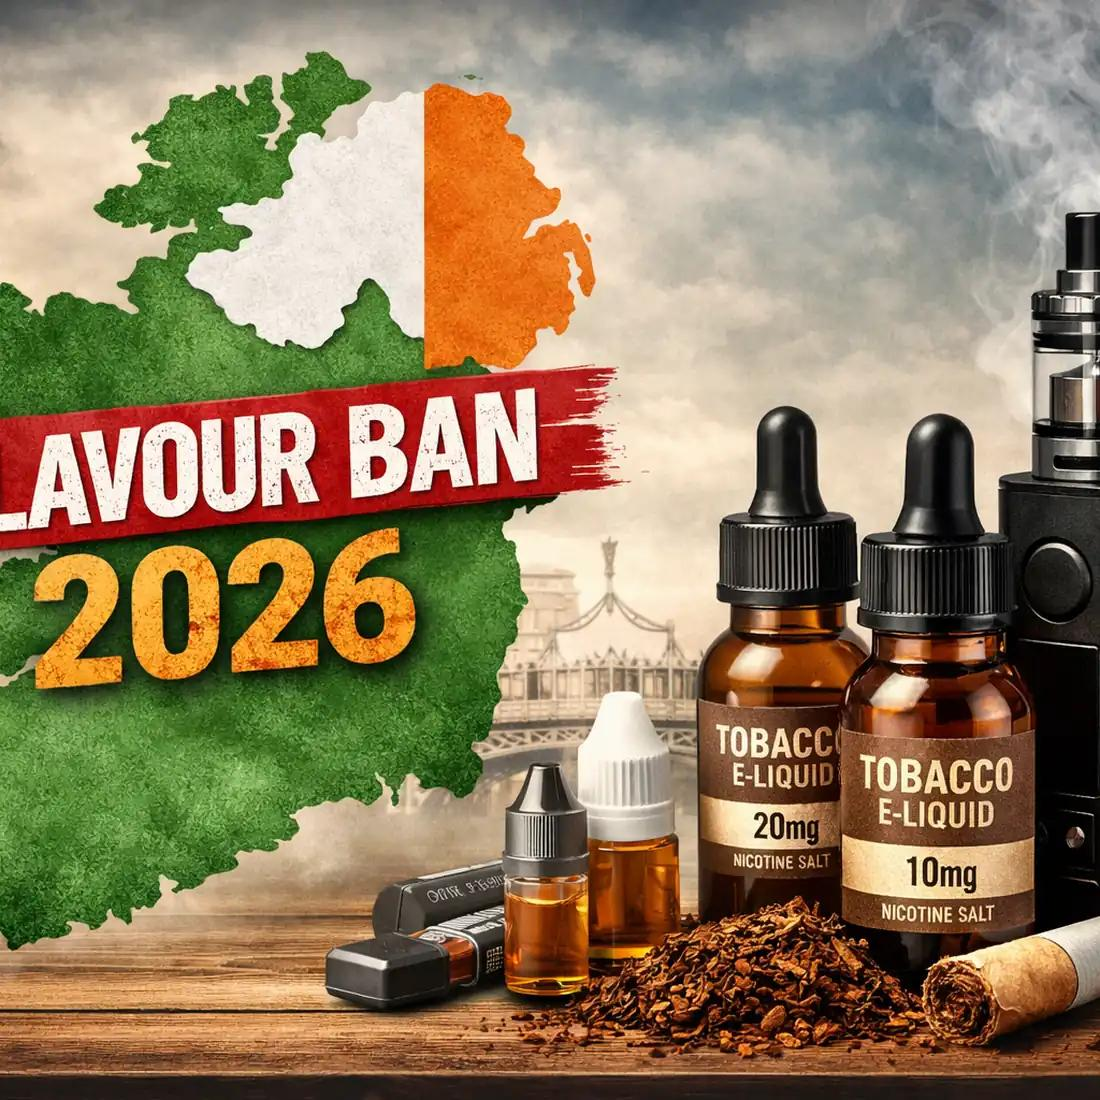 LAVOUR BAN
2026
TOBACCO
E-LIQUID
20mg
NICOTINE SALT
TOBACCO
E-LIQUID
10mg
NICOTINE SALT